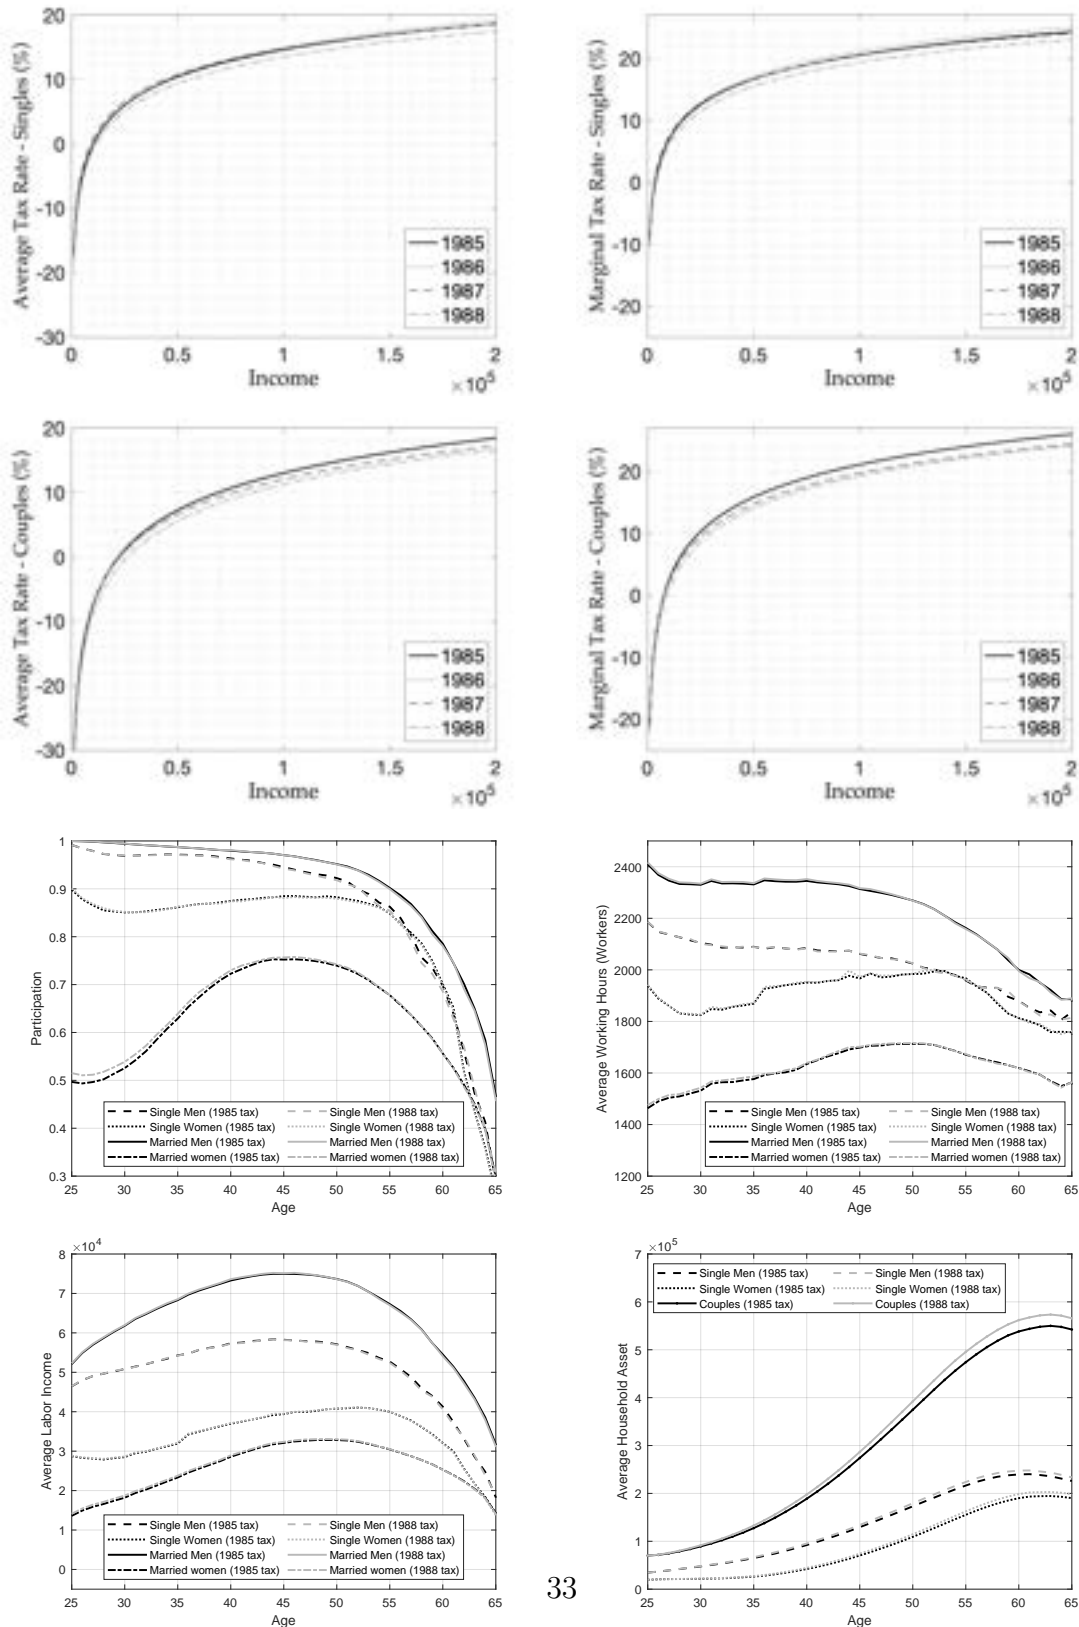 20
10
0
-10
-20
-30
Average Tax Rate - Singles (%)
1985
1986
1987
1988
0 0.5 1 1.5 2
Income
×10⁵
20
10
0
-10
-20
Marginal Tax Rate - Singles (%)
1985
1986
1987
1988
0 0.5 1 1.5 2
Income
×10⁵
20
10
0
-10
-20
-30
Average Tax Rate - Couples (%)
1985
1986
1987
1988
0 0.5 1 1.5 2
Income
×10⁵
20
10
0
-10
-20
Marginal Tax Rate - Couples (%)
1985
1986
1987
1988
0 0.5 1 1.5 2
Income
×10⁵
1
0.9
0.8
0.7
0.6
0.5
0.4
0.3
Participation
Single Men (1985 tax) Single Men (1988 tax)
Single Women (1985 tax) Single Women (1988 tax)
Married Men (1985 tax) Married Men (1988 tax)
Married women (1985 tax) Married women (1988 tax)
25 30 35 40 45 50 55 60 65
Age
2400
2200
2000
1800
1600
1400
1200
Average Working Hours (Workers)
Single Men (1985 tax) Single Men (1988 tax)
Single Women (1985 tax) Single Women (1988 tax)
Married Men (1985 tax) Married Men (1988 tax)
Married women (1985 tax) Married women (1988 tax)
25 30 35 40 45 50 55 60 65
Age
×10⁴
8
7
6
5
4
3
2
1
0
Average Labor Income
Single Men (1985 tax) Single Men (1988 tax)
Single Women (1985 tax) Single Women (1988 tax)
Married Men (1985 tax) Married Men (1988 tax)
Married women (1985 tax) Married women (1988 tax)
25 30 35 40 45 50 55 60 65
Age
×10⁵
7
6
5
4
3
2
1
0
Average Household Asset
Single Men (1985 tax) Single Men (1988 tax)
Single Women (1985 tax) Single Women (1988 tax)
Couples (1985 tax) Couples (1988 tax)
25 30 35 40 45 50 55 60 65
Age
33